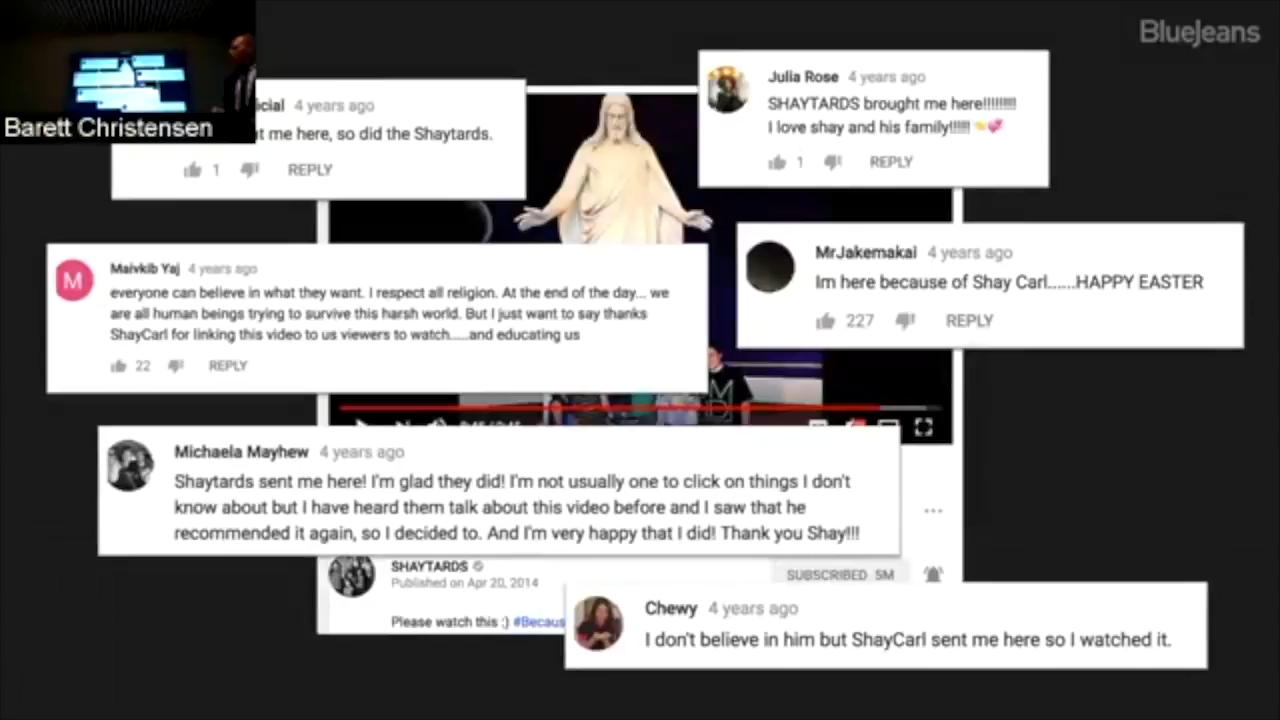 BlueJeans
Barett Christensen
icial 4 years ago
t me here, so did the Shaytards.
1 REPLY
Julia Rose 4 years ago
SHAYTARDS brought me here!!!!!!!!!
I love shay and his family!!!!!!
1 REPLY
M
Maivkib Yaj 4 years ago
everyone can believe in what they want. I respect all religion. At the end of the day... we
are all human beings trying to survive this harsh world. But I just want to say thanks
ShayCarl for linking this video to us viewers to watch.....and educating us
22 REPLY
MrJakemakai 4 years ago
Im here because of Shay Carl......HAPPY EASTER
227 REPLY
Michaela Mayhew 4 years ago
Shaytards sent me here! I'm glad they did! I'm not usually one to click on things I don't
know about but I have heard them talk about this video before and I saw that he
recommended it again, so I decided to. And I'm very happy that I did! Thank you Shay!!!
SHAYTARDS
Published on Apr 20, 2014
SUBSCRIBED 5M
Please watch this :) #Becaus
Chewy 4 years ago
I don't believe in him but ShayCarl sent me here so I watched it.